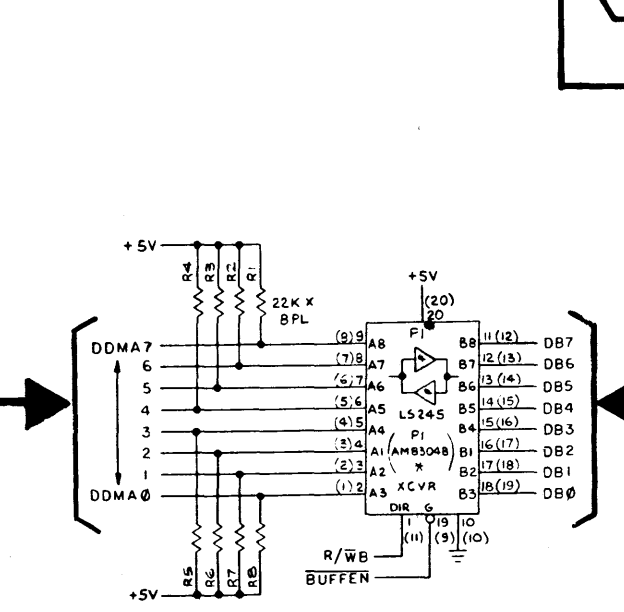 +5V
R4 R3 R2 R1
22K X
8PL
+5V
(20)
20
P1
DDMA7 (8) 9 A8 B8 11 (12) DB7
6 (7) 8 A7 B7 12 (13) DB6
5 (6) 7 A6 B6 13 (14) DB5
4 (5) 6 A5 B5 14 (15) DB4
LS245
3 (4) 5 A4 B4 15 (16) DB3
P1
2 (3) 4 A1 (AM8304B) B1 16 (17) DB2
*
1 (2) 3 A2 B2 17 (18) DB1
DDMA0 (1) 2 A3 XCVR B3 18 (19) DB0
DIR G
1 19 10
(11) (9) (10)
R/WB
BUFFEN
R5 R6 R7 R8
+5V